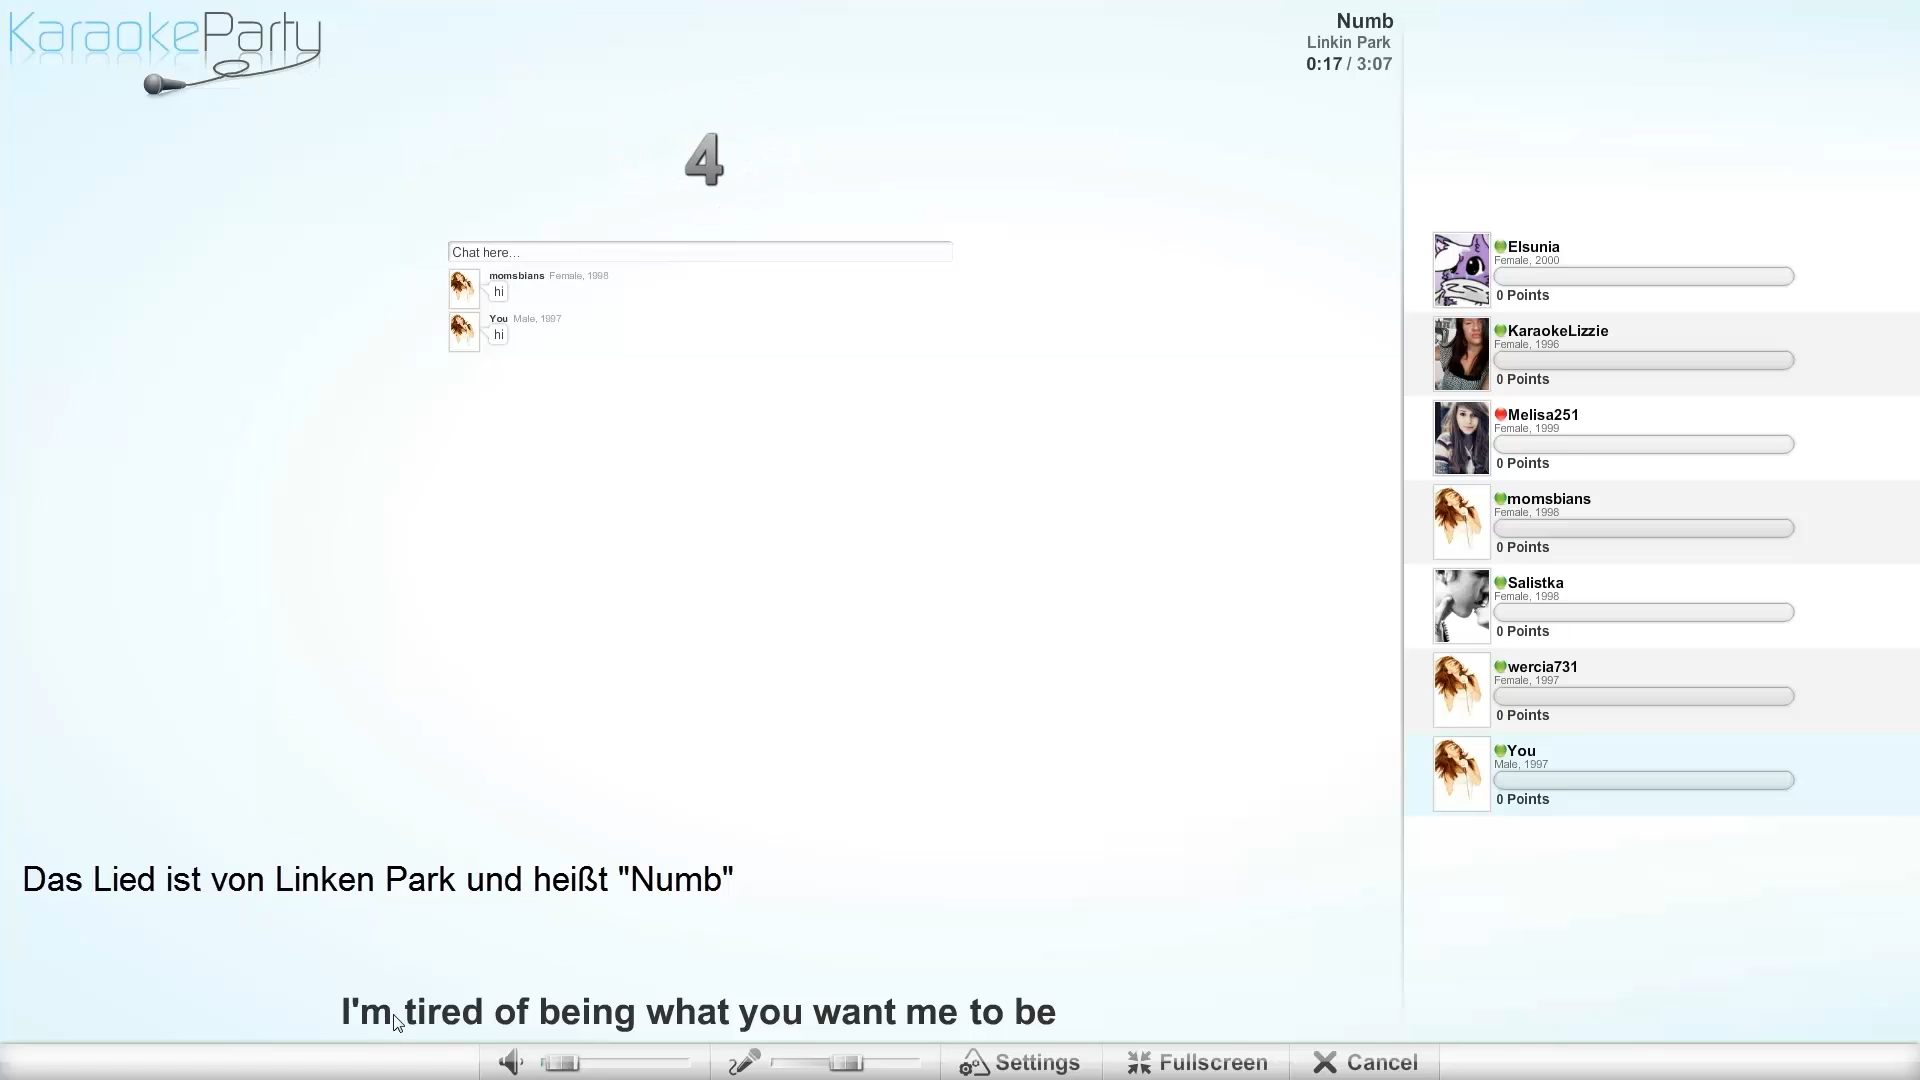 KaraokeParty
Numb
Linkin Park
0:17 / 3:07
4
Chat here...
momsbians Female, 1998
hi
You Male, 1997
hi
Elsunia
Female, 2000
0 Points
KaraokeLizzie
Female, 1996
0 Points
Melisa251
Female, 1999
0 Points
momsbians
Female, 1998
0 Points
Salistka
Female, 1998
0 Points
wercia731
Female, 1997
0 Points
You
Male, 1997
0 Points
Das Lied ist von Linken Park und heißt "Numb"
I'm tired of being what you want me to be
Settings
Fullscreen
Cancel